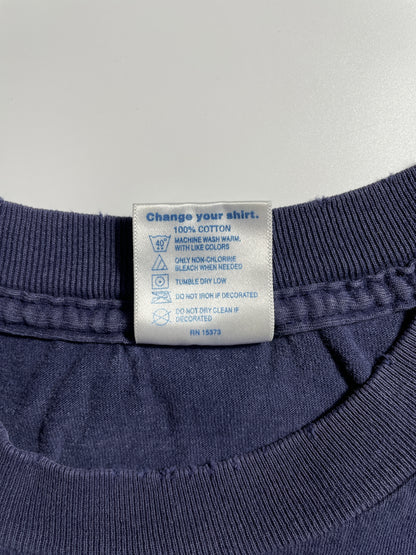 Change your shirt.
100% COTTON
40°
MACHINE WASH WARM,
WITH LIKE COLORS
ONLY NON-CHLORINE
BLEACH WHEN NEEDED
TUMBLE DRY LOW
DO NOT IRON IF DECORATED
DO NOT DRY CLEAN IF
DECORATED
RN 15373